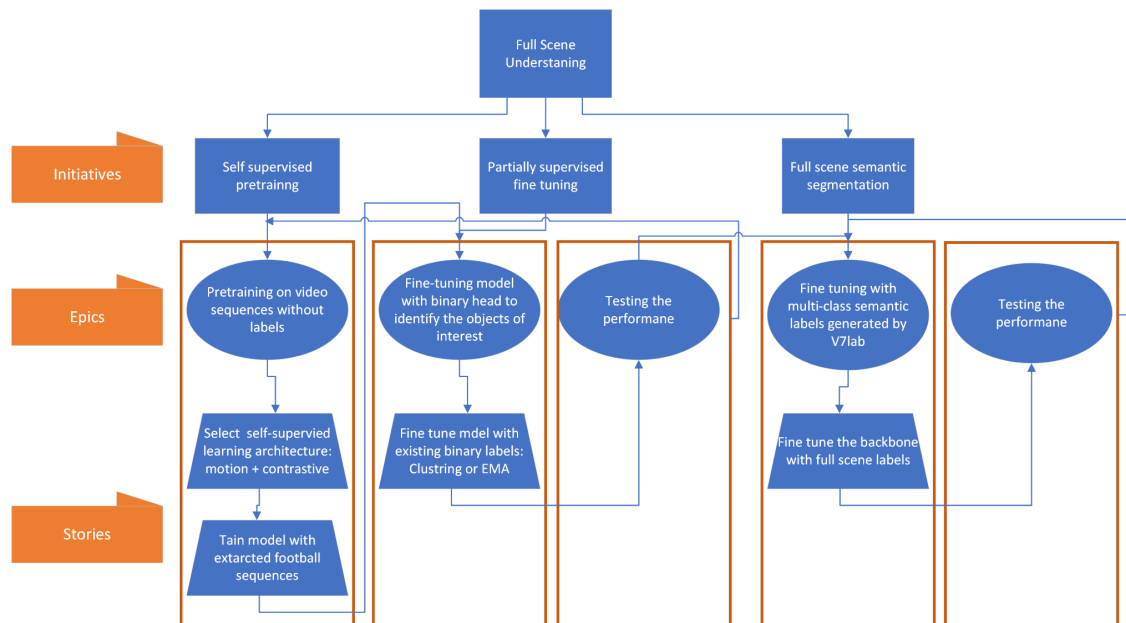 Full Scene
Understaning
Initiatives
Self supervised
pretrainng
Partially supervised
fine tuning
Full scene semantic
segmentation
Epics
Pretraining on video
sequences without
labels
Fine-tuning model
with binary head to
identify the objects of
interest
Testing the
performane
Fine tuning with
multi-class semantic
labels generated by
V7lab
Testing the
performane
Select self-supervied
learning architecture:
motion + contrastive
Fine tune mdel with
existing binary labels:
Clustring or EMA
Fine tune the backbone
with full scene labels
Stories
Tain model with
extarcted football
sequences